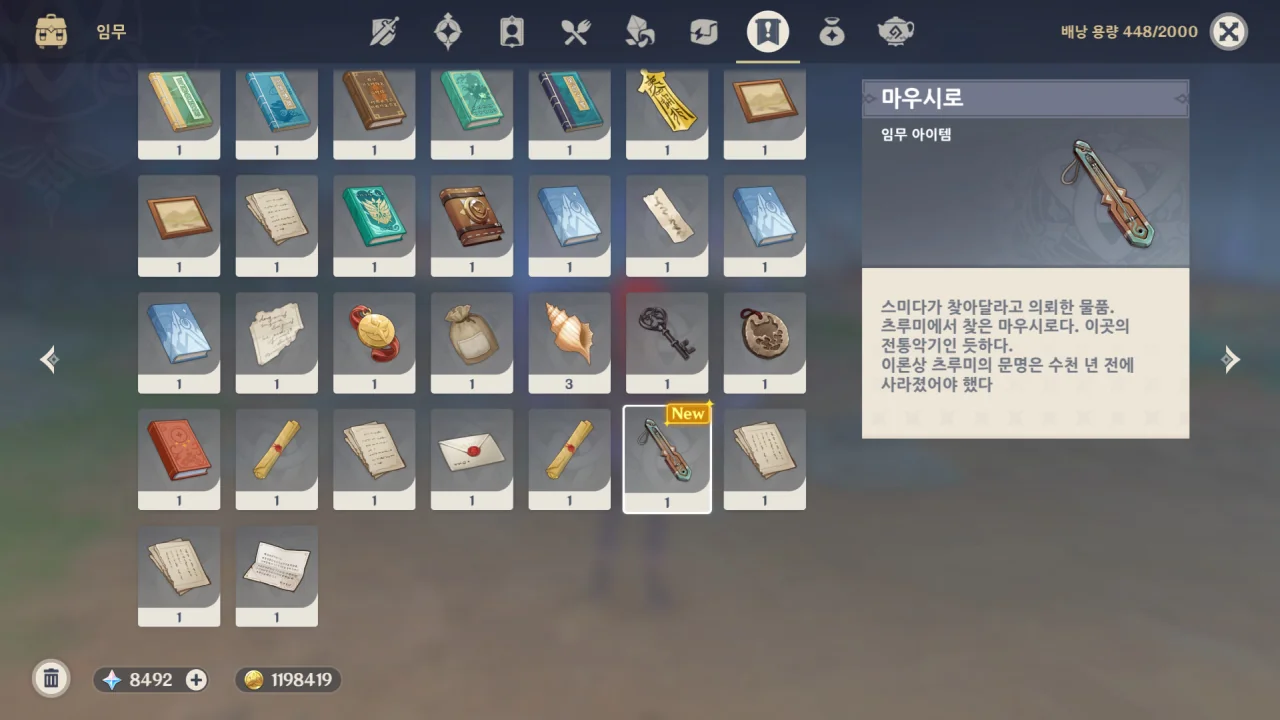 임무
배낭 용량 448/2000
마우시로
임무 아이템
스미다가 찾아달라고 의뢰한 물품.
츠루미에서 찾은 마우시로다. 이곳의
전통악기인 듯하다.
이론상 츠루미의 문명은 수천 년 전에
사라졌어야 했다
1 1 1 1 1 1 1
1 1 1 1 1 1 1
1 1 1 1 3 1 1
New
1 1 1 1 1 1 1
1 1
8492
1198419